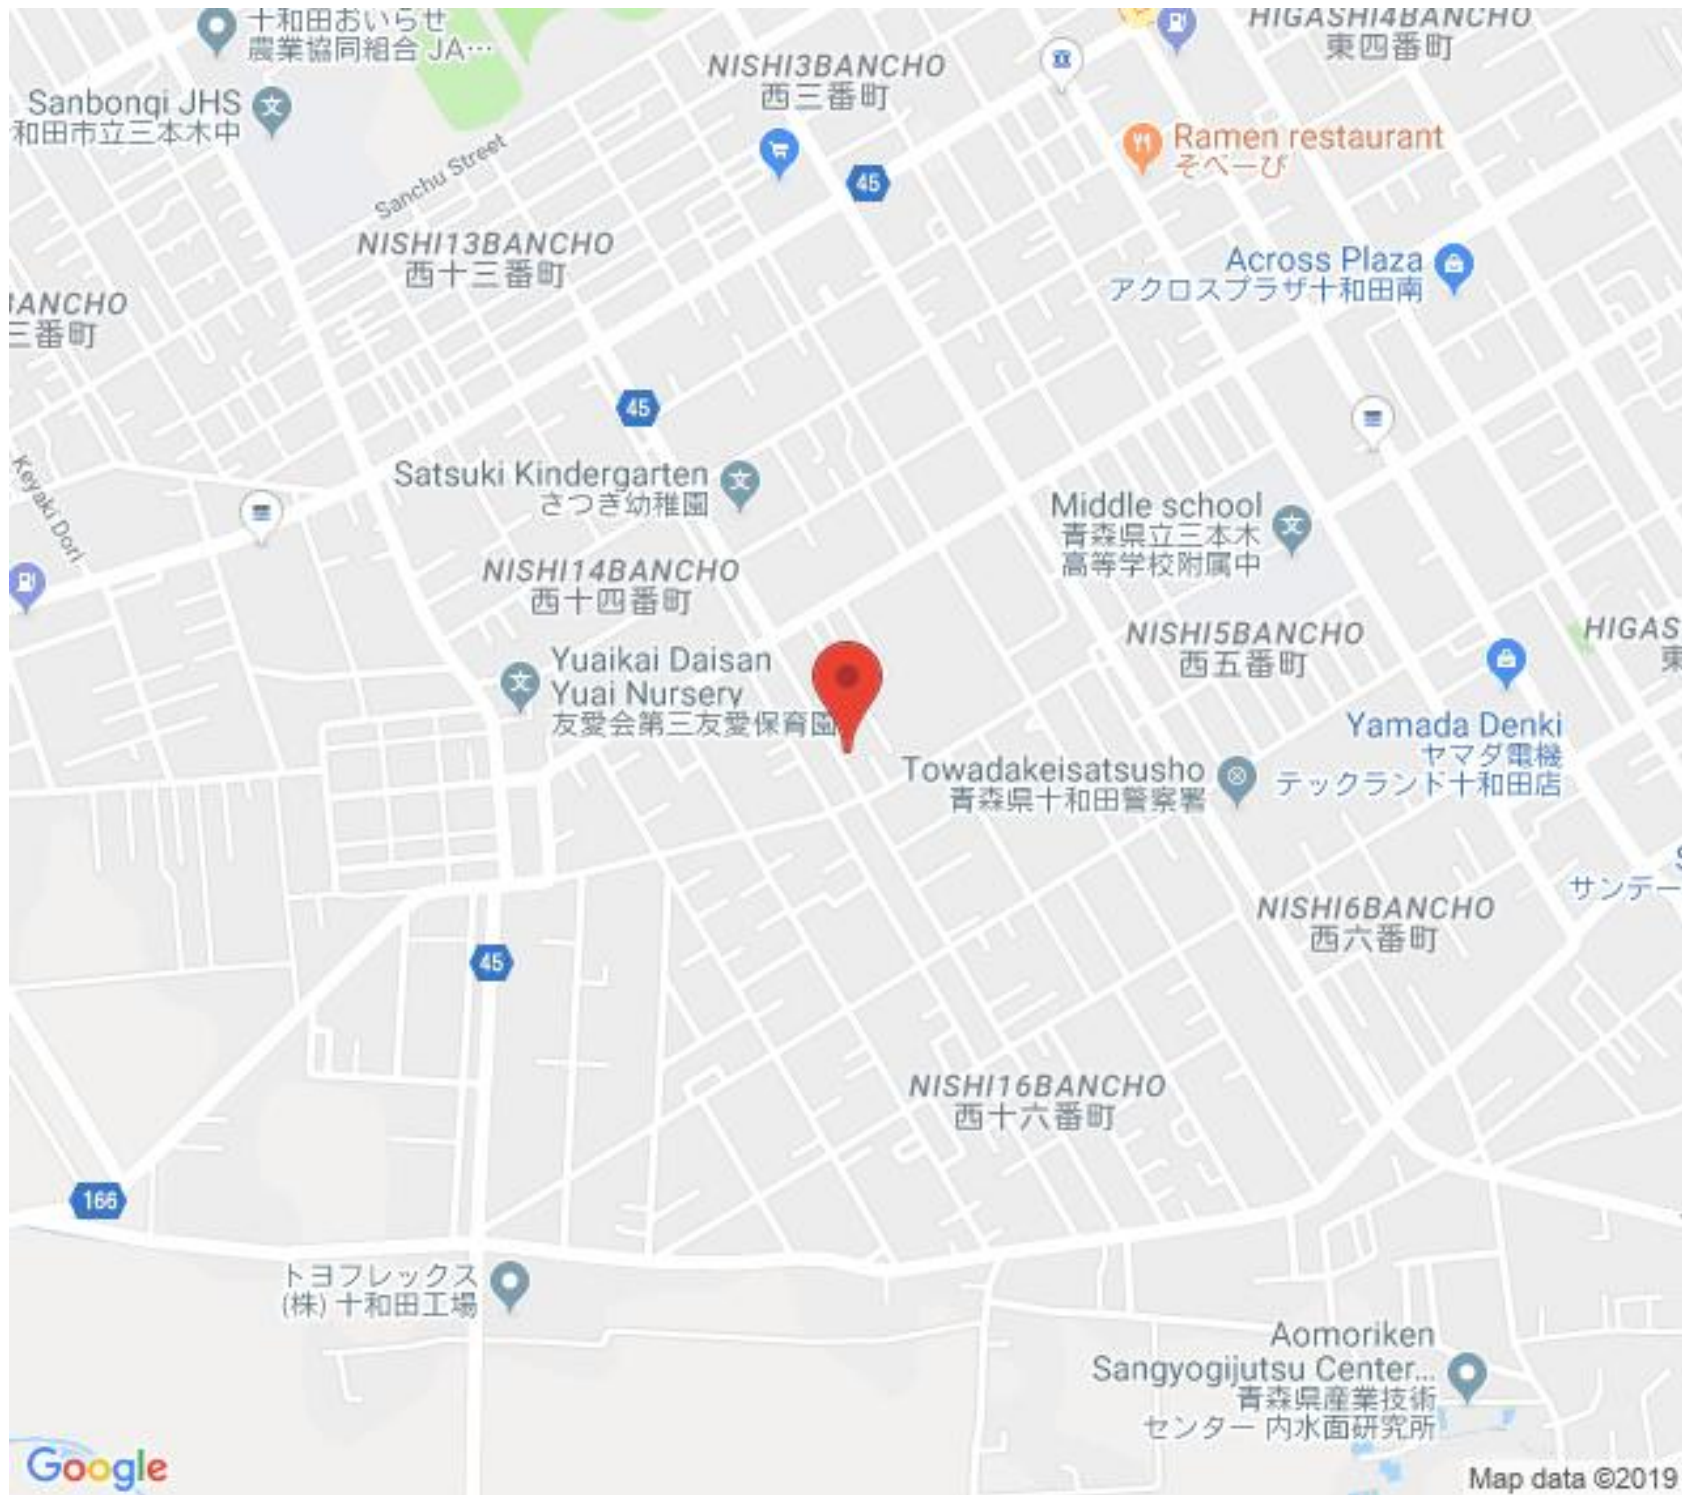 十和田おいらせ
農業協同組合 JA…
HIGASHI4BANCHO
東四番町
NISHI3BANCHO
西三番町
Sanbongi JHS
和田市立三本木中
Ramen restaurant
そべーび
Sanchu Street
45
NISHI13BANCHO
西十三番町
Across Plaza
アクロスプラザ十和田南
BANCHO
三番町
45
Keyaki Dori
Satsuki Kindergarten
さつき幼稚園
Middle school
青森県立三本木
高等学校附属中
NISHI14BANCHO
西十四番町
NISHI5BANCHO
西五番町
HIGAS
東
Yuaikai Daisan
Yuai Nursery
友愛会第三友愛保育園
Yamada Denki
ヤマダ電機
テックランド十和田店
Towadakeisatsusho
青森県十和田警察署
S
サンデー
NISHI6BANCHO
西六番町
45
NISHI16BANCHO
西十六番町
166
トヨフレックス
(株) 十和田工場
Aomoriken
Sangyogijutsu Center...
青森県産業技術
センター 内水面研究所
Google
Map data ©2019